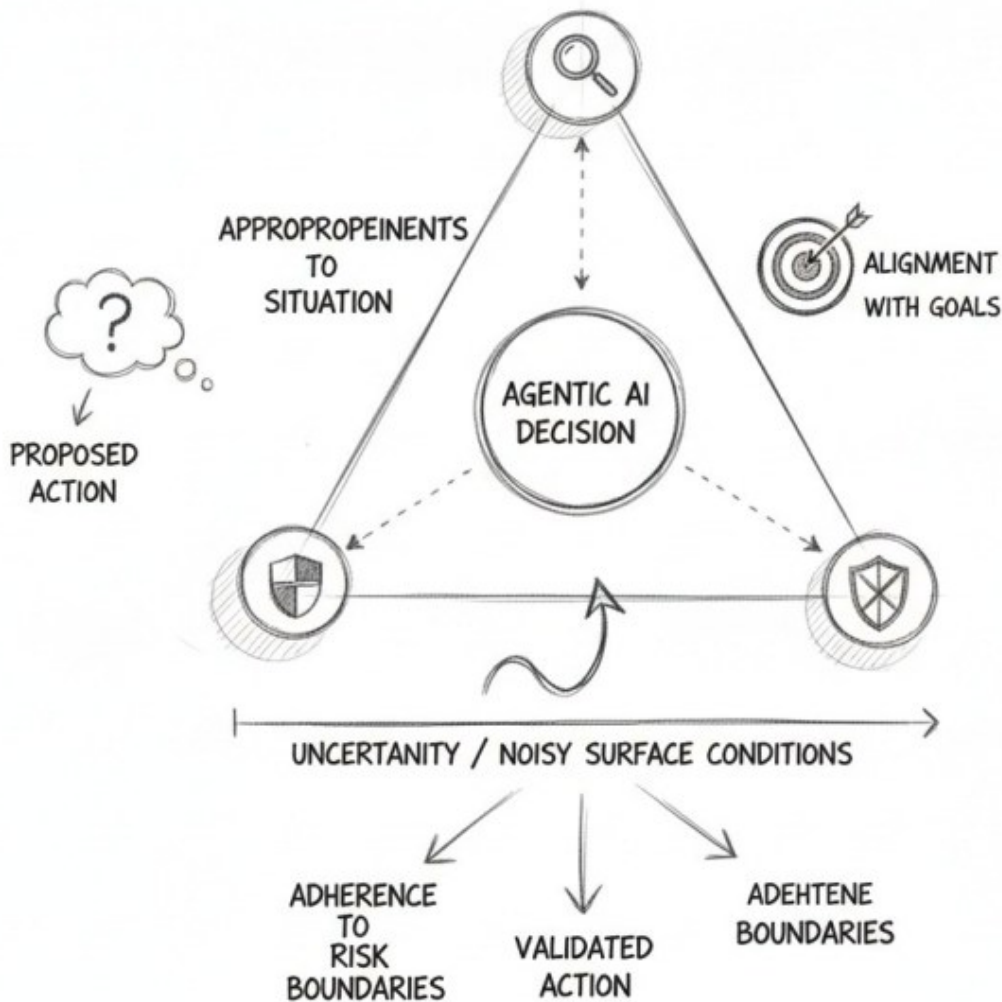 APPROPROPEINENTS
TO
SITUATION
ALIGNMENT
WITH GOALS
?
PROPOSED
ACTION
AGENTIC AI
DECISION
UNCERTANITY / NOISY SURFACE CONDITIONS
ADHERENCE
TO
RISK
BOUNDARIES
VALIDATED
ACTION
ADEHTENE
BOUNDARIES